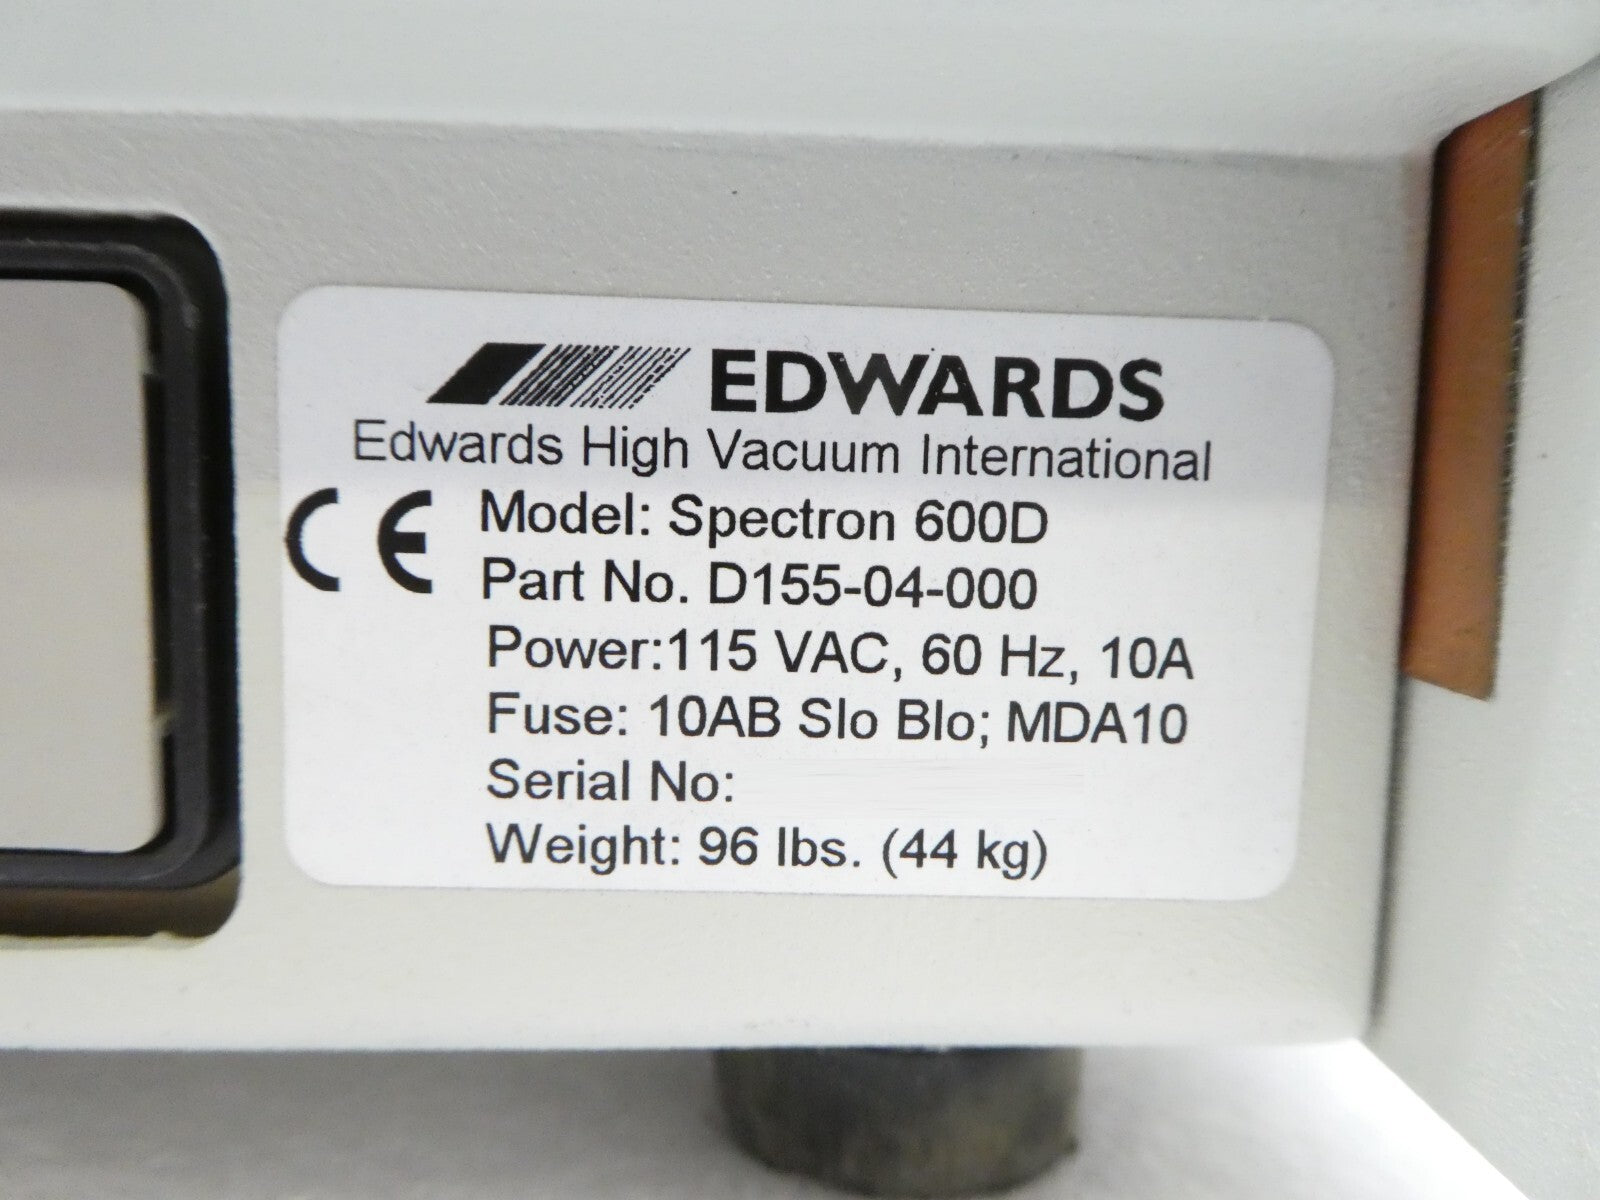 EDWARDS
Edwards High Vacuum International
CE Model: Spectron 600D
Part No. D155-04-000
Power:115 VAC, 60 Hz, 10A
Fuse: 10AB Slo Blo; MDA10
Serial No:
Weight: 96 lbs. (44 kg)